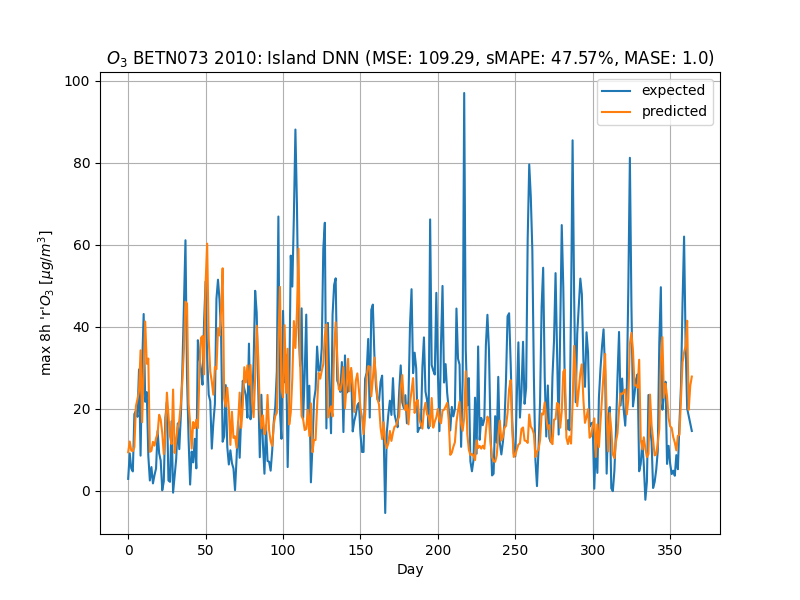 O3 BETN073 2010: Island DNN (MSE: 109.29, sMAPE: 47.57%, MASE: 1.0)
expected
predicted
max 8h 'r'O3 [µg/m³]
100
80
60
40
20
0
0 50 100 150 200 250 300 350
Day